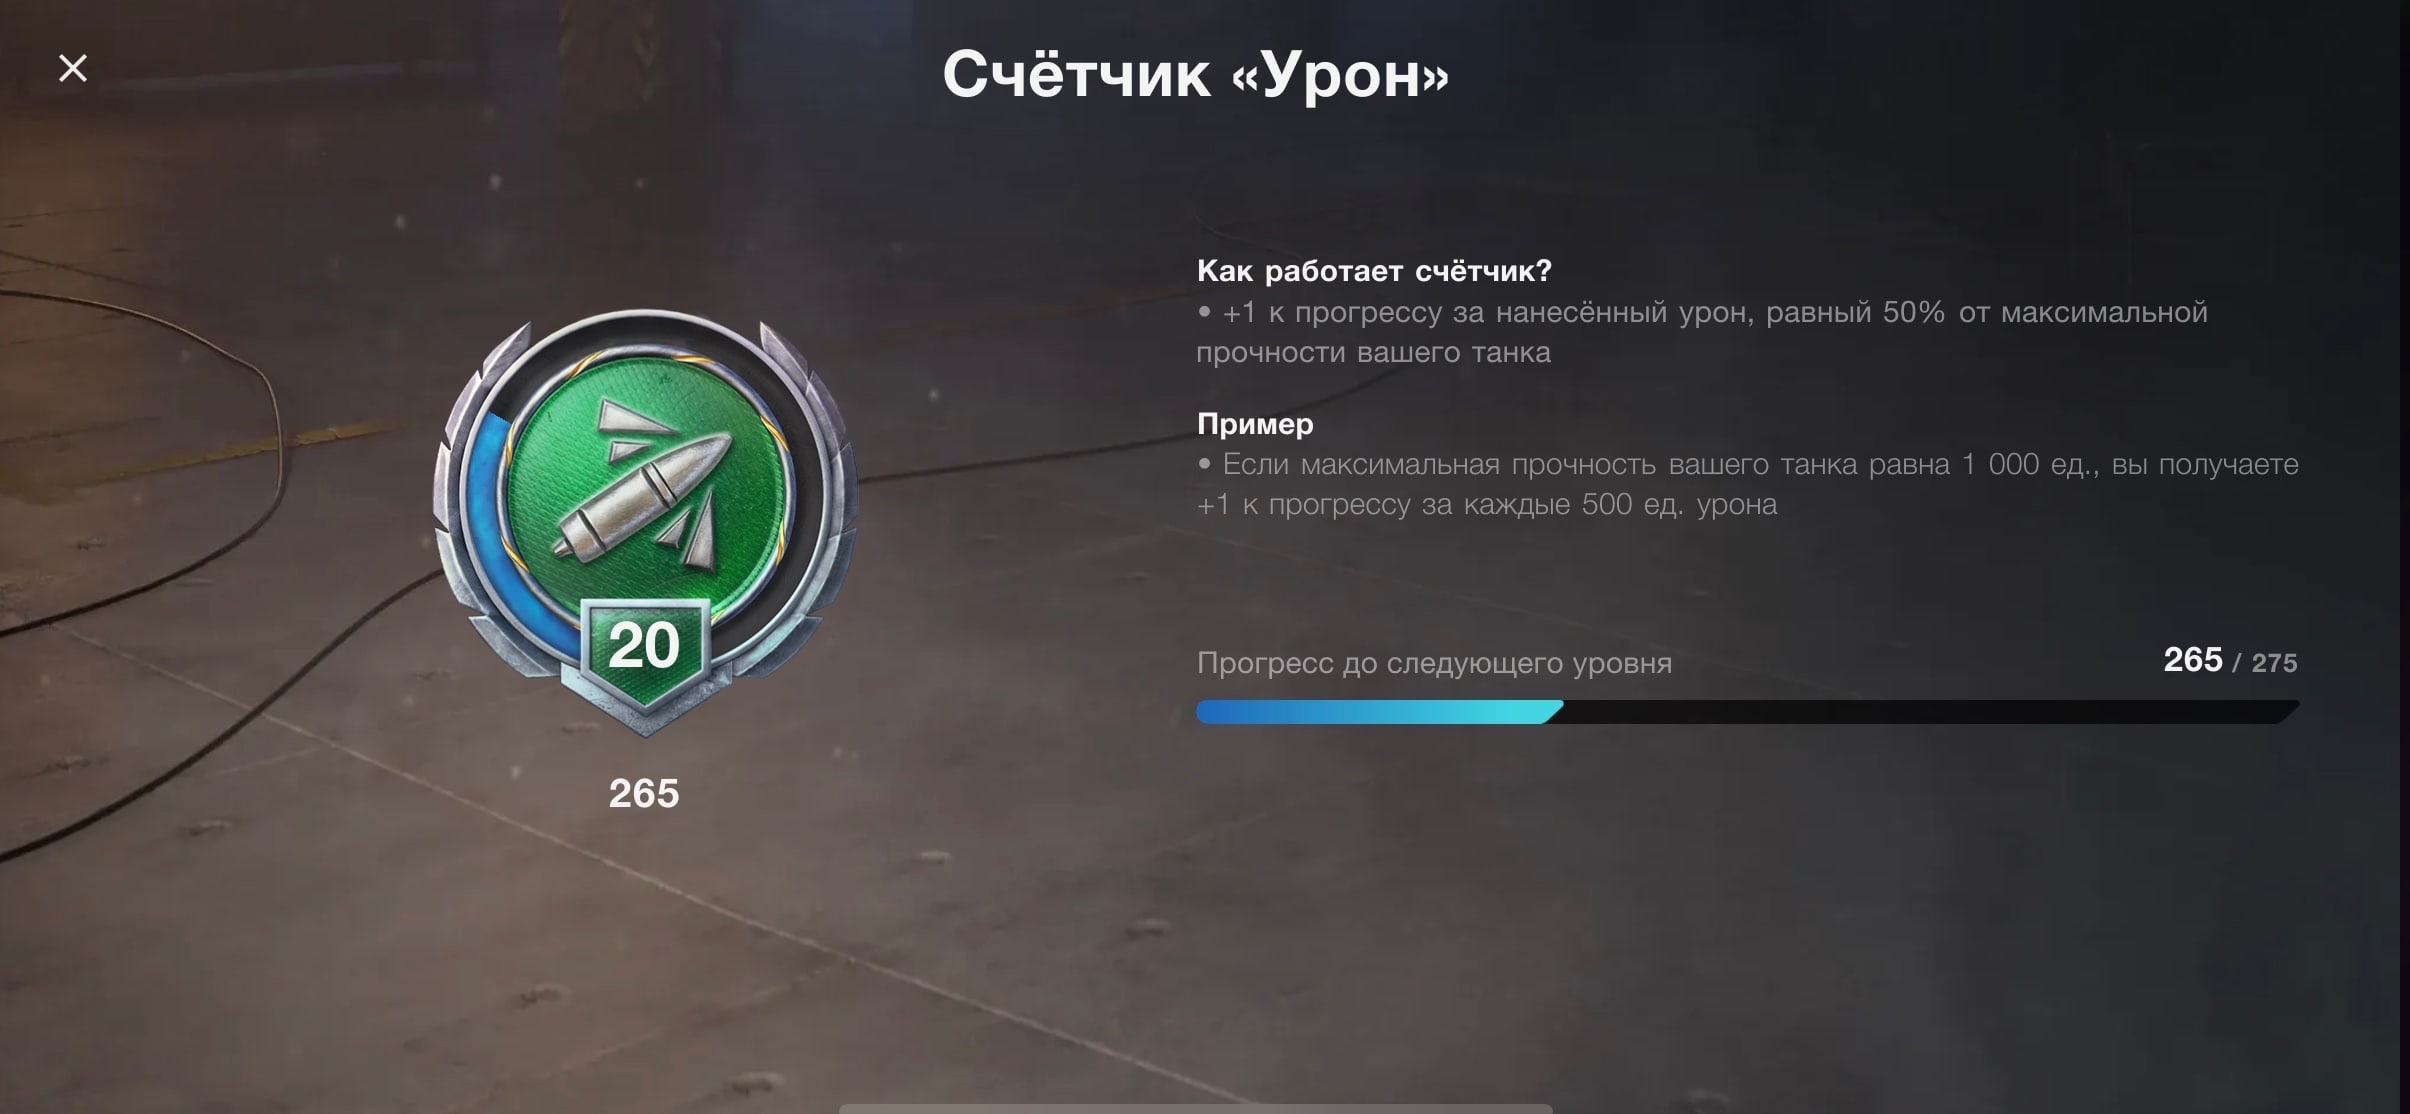 Счётчик «Урон»
Как работает счётчик?
• +1 к прогрессу за нанесённый урон, равный 50% от максимальной
прочности вашего танка
Пример
• Если максимальная прочность вашего танка равна 1 000 ед., вы получаете
+1 к прогрессу за каждые 500 ед. урона
20
Прогресс до следующего уровня
265 / 275
265